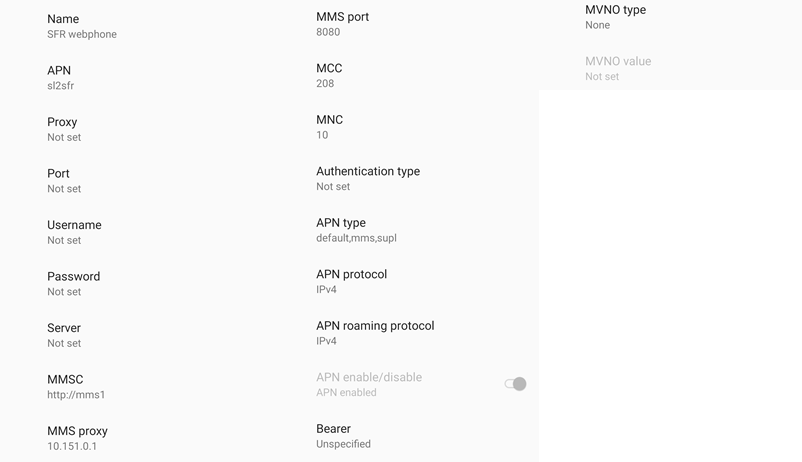 Name
SFR webphone
APN
sl2sfr
Proxy
Not set
Port
Not set
Username
Not set
Password
Not set
Server
Not set
MMSC
http://mms1
MMS proxy
10.151.0.1
MMS port
8080
MCC
208
MNC
10
Authentication type
Not set
APN type
default,mms,supl
APN protocol
IPv4
APN roaming protocol
IPv4
APN enable/disable
APN enabled
Bearer
Unspecified
MVNO type
None
MVNO value
Not set